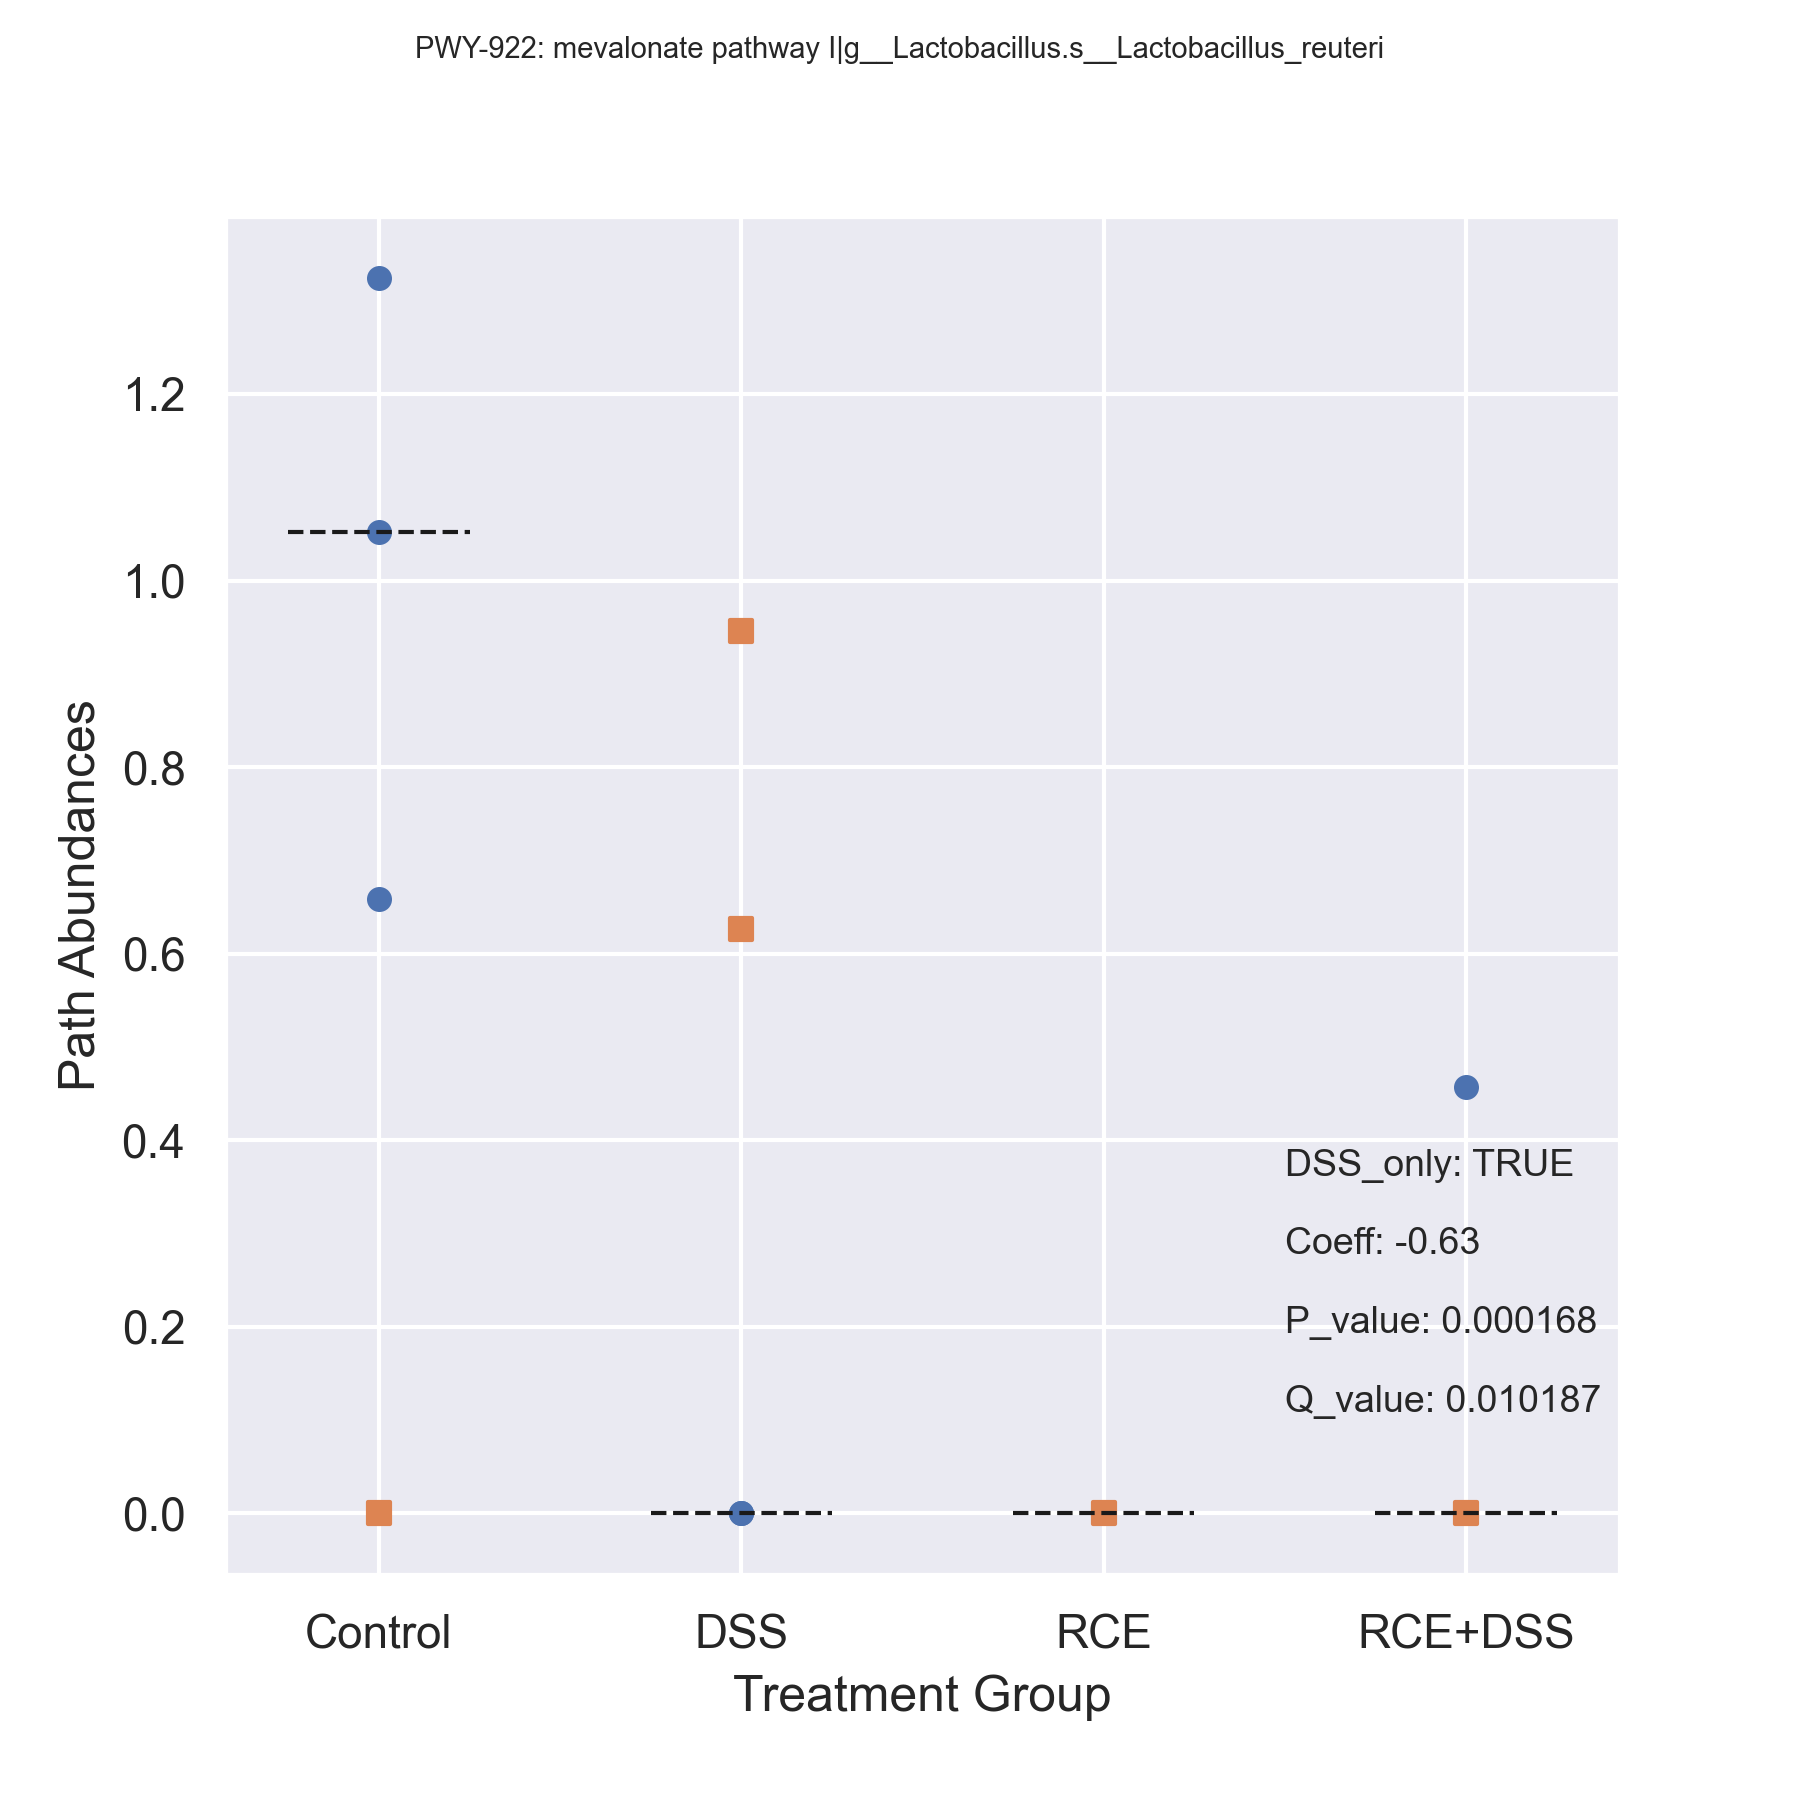 PWY-922: mevalonate pathway I|g__Lactobacillus.s__Lactobacillus_reuteri
Path Abundances
1.2
1.0
0.8
0.6
0.4
0.2
0.0
DSS_only: TRUE
Coeff: -0.63
P_value: 0.000168
Q_value: 0.010187
Control
DSS
RCE
RCE+DSS
Treatment Group